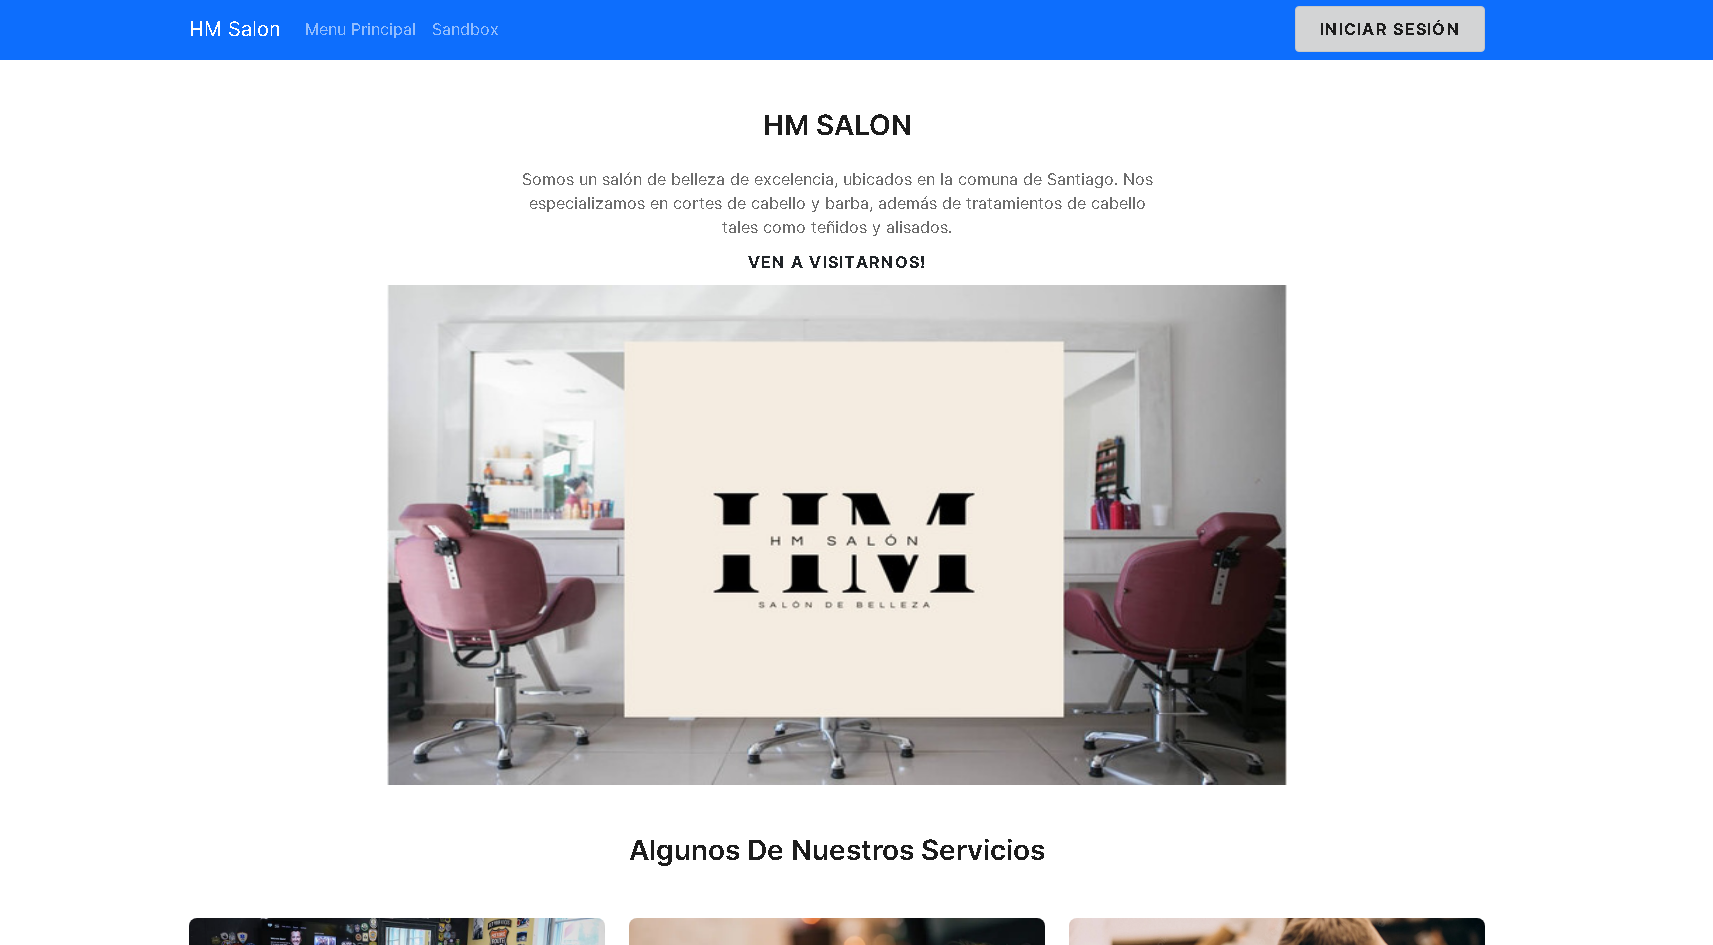 HM Salon Menu Principal Sandbox INICIAR SESIÓN
HM SALON
Somos un salón de belleza de excelencia, ubicados en la comuna de Santiago. Nos
especializamos en cortes de cabello y barba, además de tratamientos de cabello
tales como teñidos y alisados.
VEN A VISITARNOS!
HM
HM SALÓN
SALÓN DE BELLEZA
Algunos De Nuestros Servicios